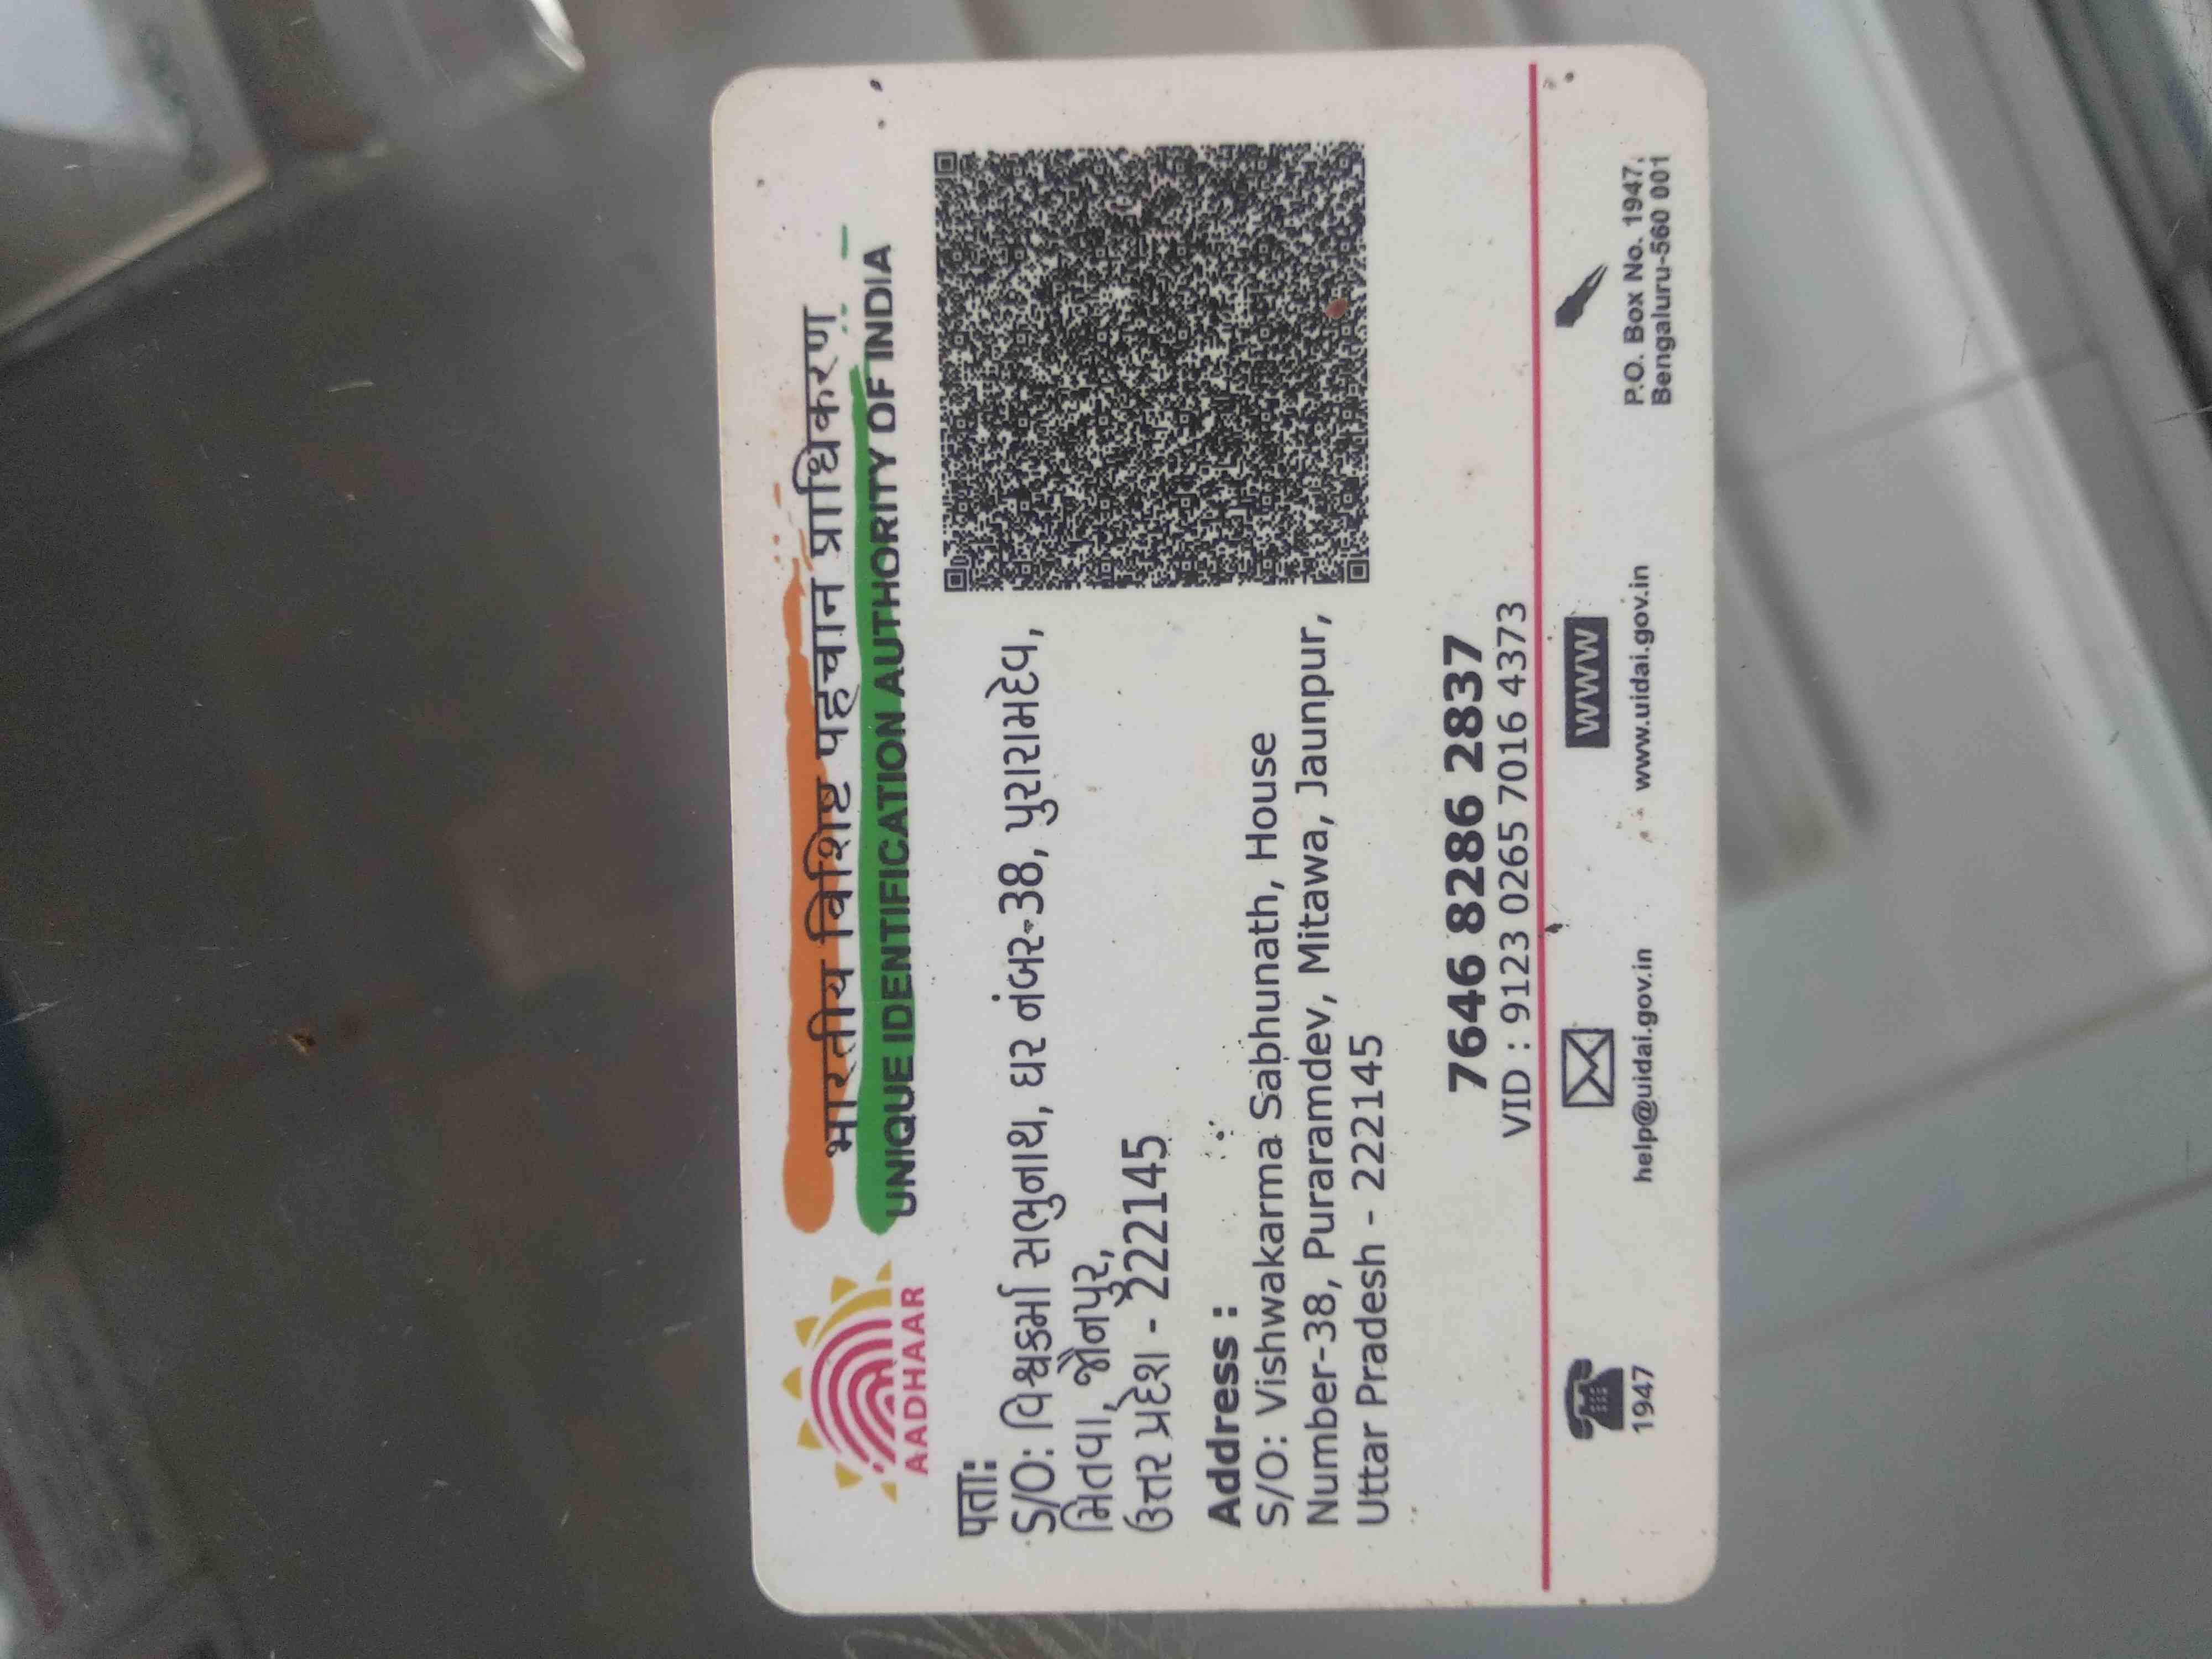 भारतीय विशिष्ट पहचान प्राधिकरण
UNIQUE IDENTIFICATION AUTHORITY OF INDIA
AADHAAR
पता:
S/O: વિશ્વકર્મા સભુનાથ, ઘર નંબર-38, પુરારામદેવ,
મિતવા, જૌનપુર,
ઉત્તર પ્રદેશ - 222145
Address :
S/O: Vishwakarma Sabhunath, House
Number-38, Puraramdev, Mitawa, Jaunpur,
Uttar Pradesh - 222145
7646 8286 2837
VID : 9123 0265 7016 4373
1947
help@uidai.gov.in
WWW
www.uidai.gov.in
P.O. Box No. 1947,
Bengaluru-560 001